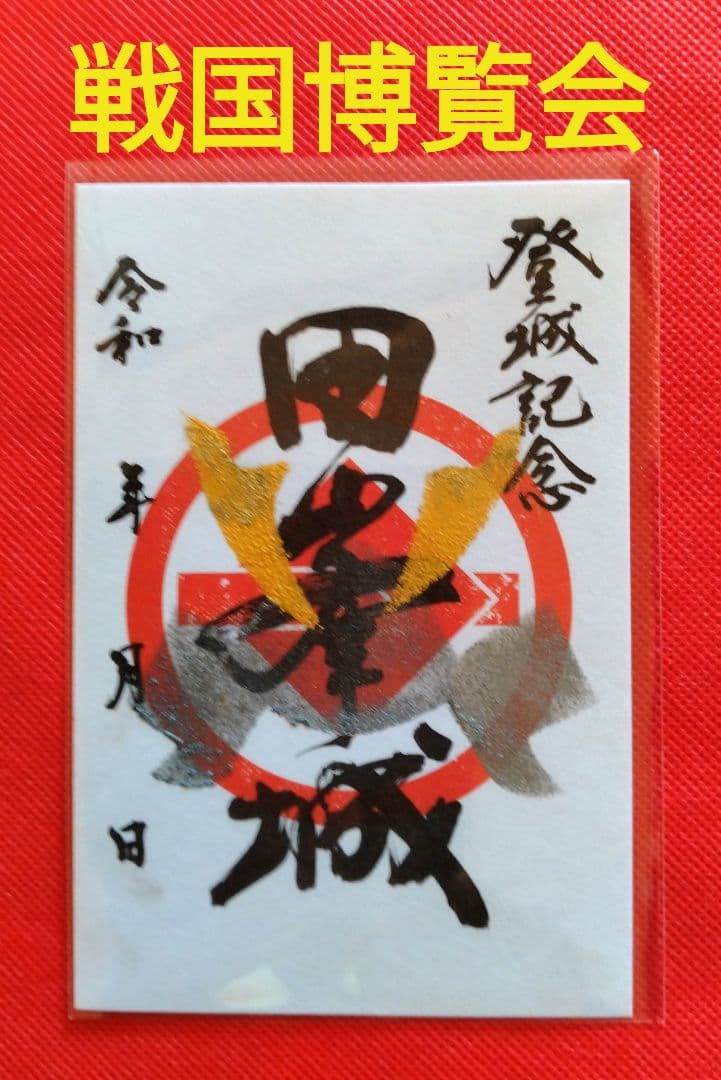 戦国博覧会
登城記念
田峯城
令和 年 月 日